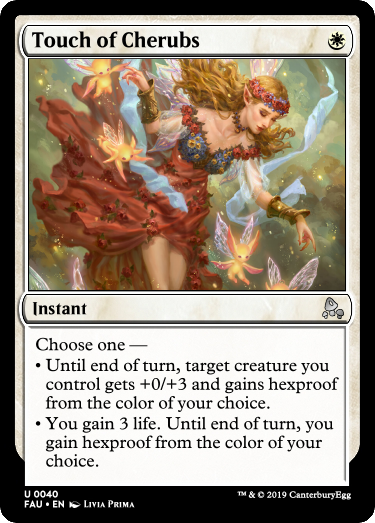 Touch of Cherubs
Instant
Choose one —
• Until end of turn, target creature you
control gets +0/+3 and gains hexproof
from the color of your choice.
• You gain 3 life. Until end of turn, you
gain hexproof from the color of your
choice.
U 0040
FAU • EN Livia Prima
™ & © 2019 CanterburyEgg